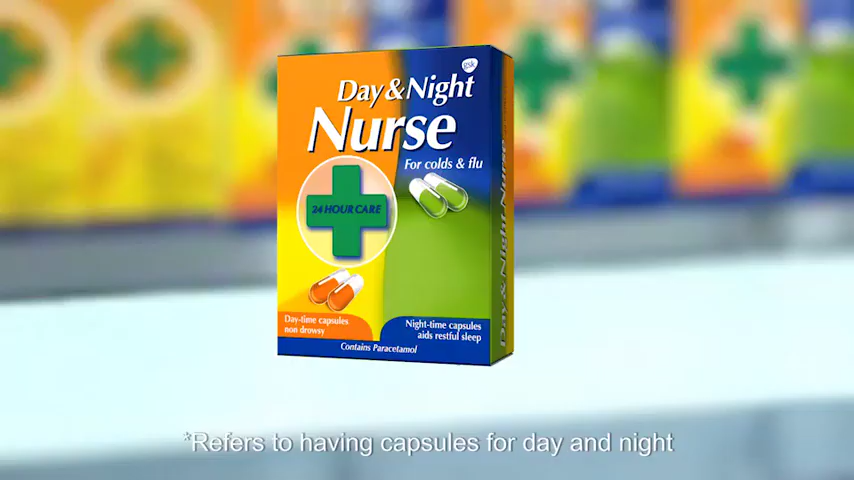 gsk
Day & Night
Nurse
For colds & flu
24 HOUR CARE
Day-time capsules
non drowsy
Night-time capsules
aids restful sleep
Contains Paracetamol
Day & Night Nurse
*Refers to having capsules for day and night